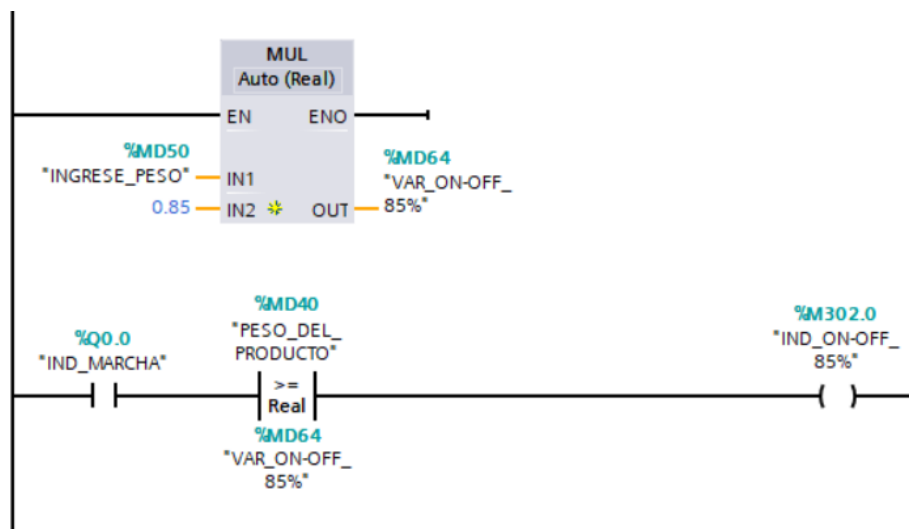 MUL
Auto (Real)
EN ENO
%MD50
"INGRESE_PESO"
IN1
%MD64
"VAR_ON-OFF_
85%"
0.85
IN2 OUT
%MD40
"PESO_DEL_
PRODUCTO"
%Q0.0
"IND_MARCHA"
>=
Real
%MD64
"VAR_ON-OFF_
85%"
%M302.0
"IND_ON-OFF_
85%"